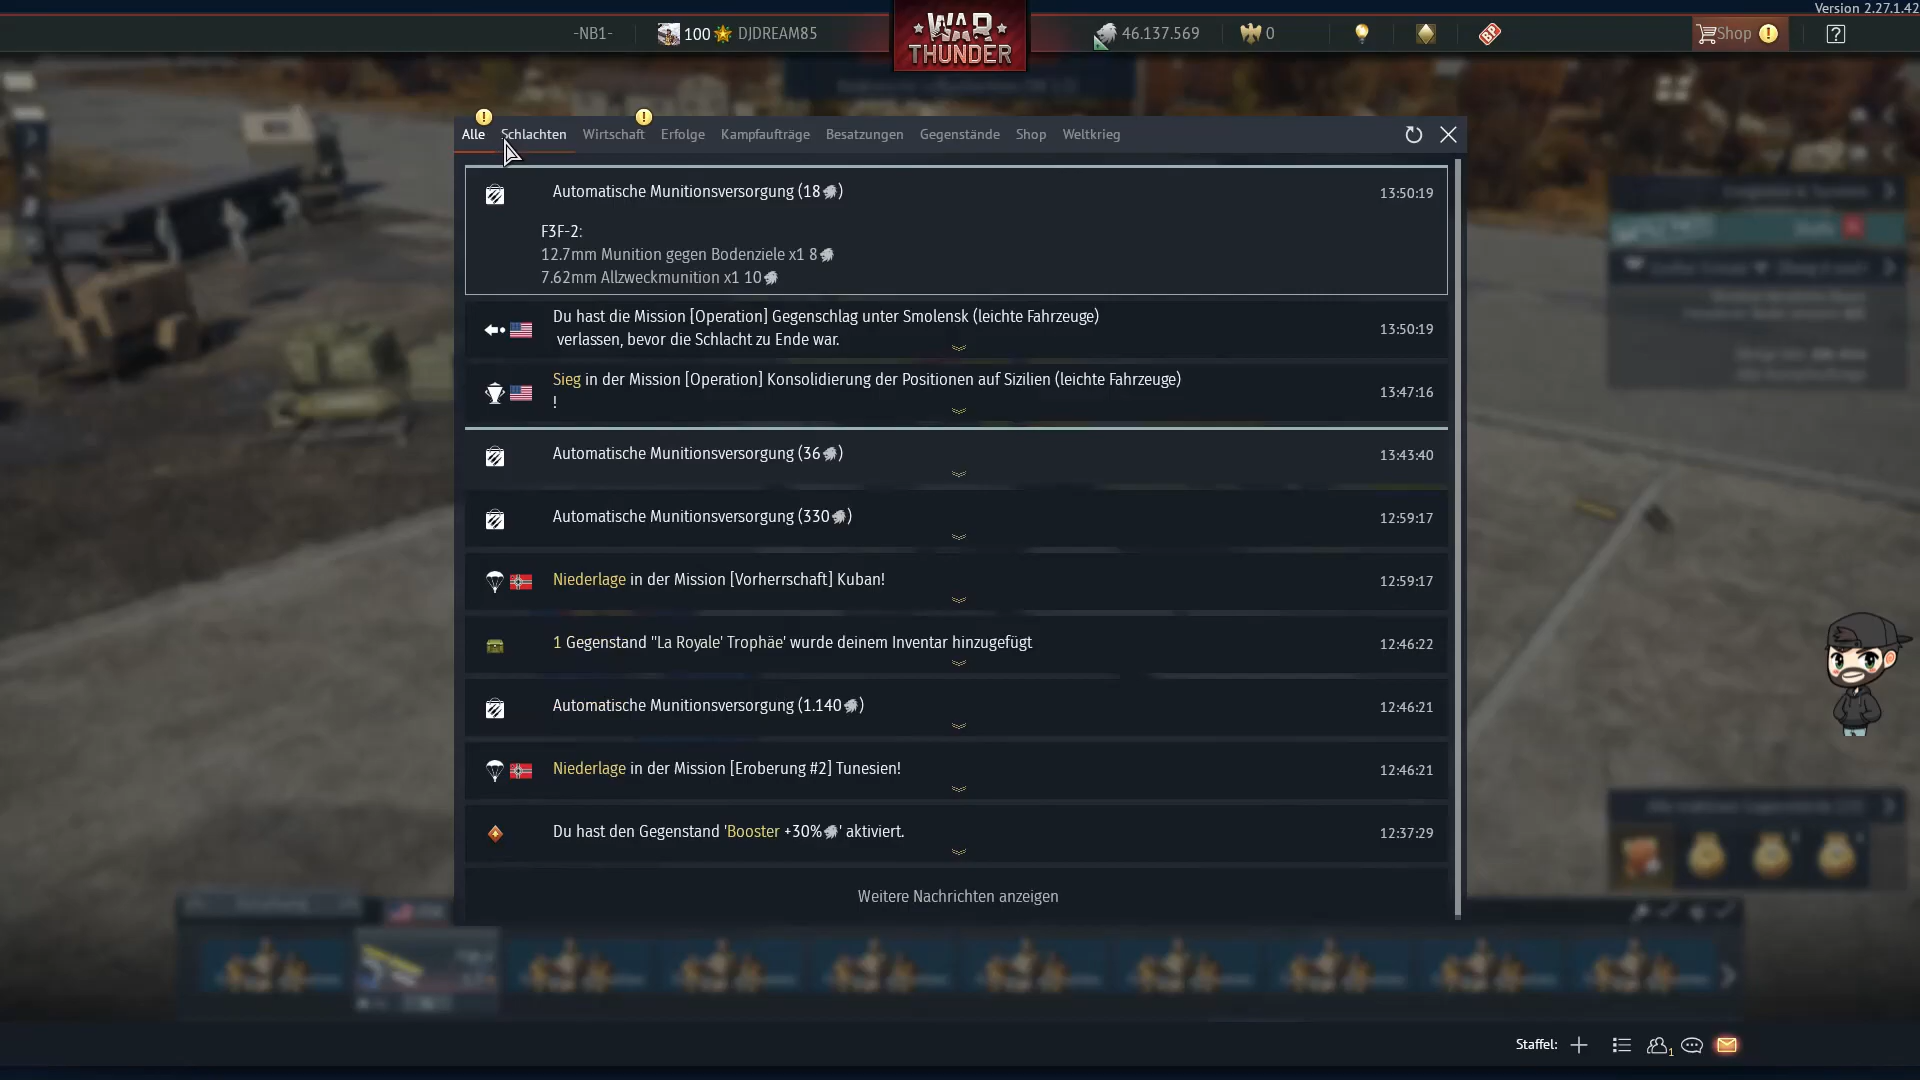 Version 2.27.1.42
-NB1-
100 DJDREAM85
WAR THUNDER
46.137.569
0
BP
Shop !
?
Alle ! Schlachten Wirtschaft ! Erfolge Kampfaufträge Besatzungen Gegenstände Shop Weltkrieg
Automatische Munitionsversorgung (18) 13:50:19
F3F-2:
12.7mm Munition gegen Bodenziele x1 8
7.62mm Allzweckmunition x1 10
Du hast die Mission [Operation] Gegenschlag unter Smolensk (leichte Fahrzeuge)
verlassen, bevor die Schlacht zu Ende war. 13:50:19
Sieg in der Mission [Operation] Konsolidierung der Positionen auf Sizilien (leichte Fahrzeuge)
! 13:47:16
Automatische Munitionsversorgung (36) 13:43:40
Automatische Munitionsversorgung (330) 12:59:17
Niederlage in der Mission [Vorherrschaft] Kuban! 12:59:17
1 Gegenstand "La Royale' Trophäe' wurde deinem Inventar hinzugefügt 12:46:22
Automatische Munitionsversorgung (1.140) 12:46:21
Niederlage in der Mission [Eroberung #2] Tunesien! 12:46:21
Du hast den Gegenstand 'Booster +30%' aktiviert. 12:37:29
Weitere Nachrichten anzeigen
Staffel: 1